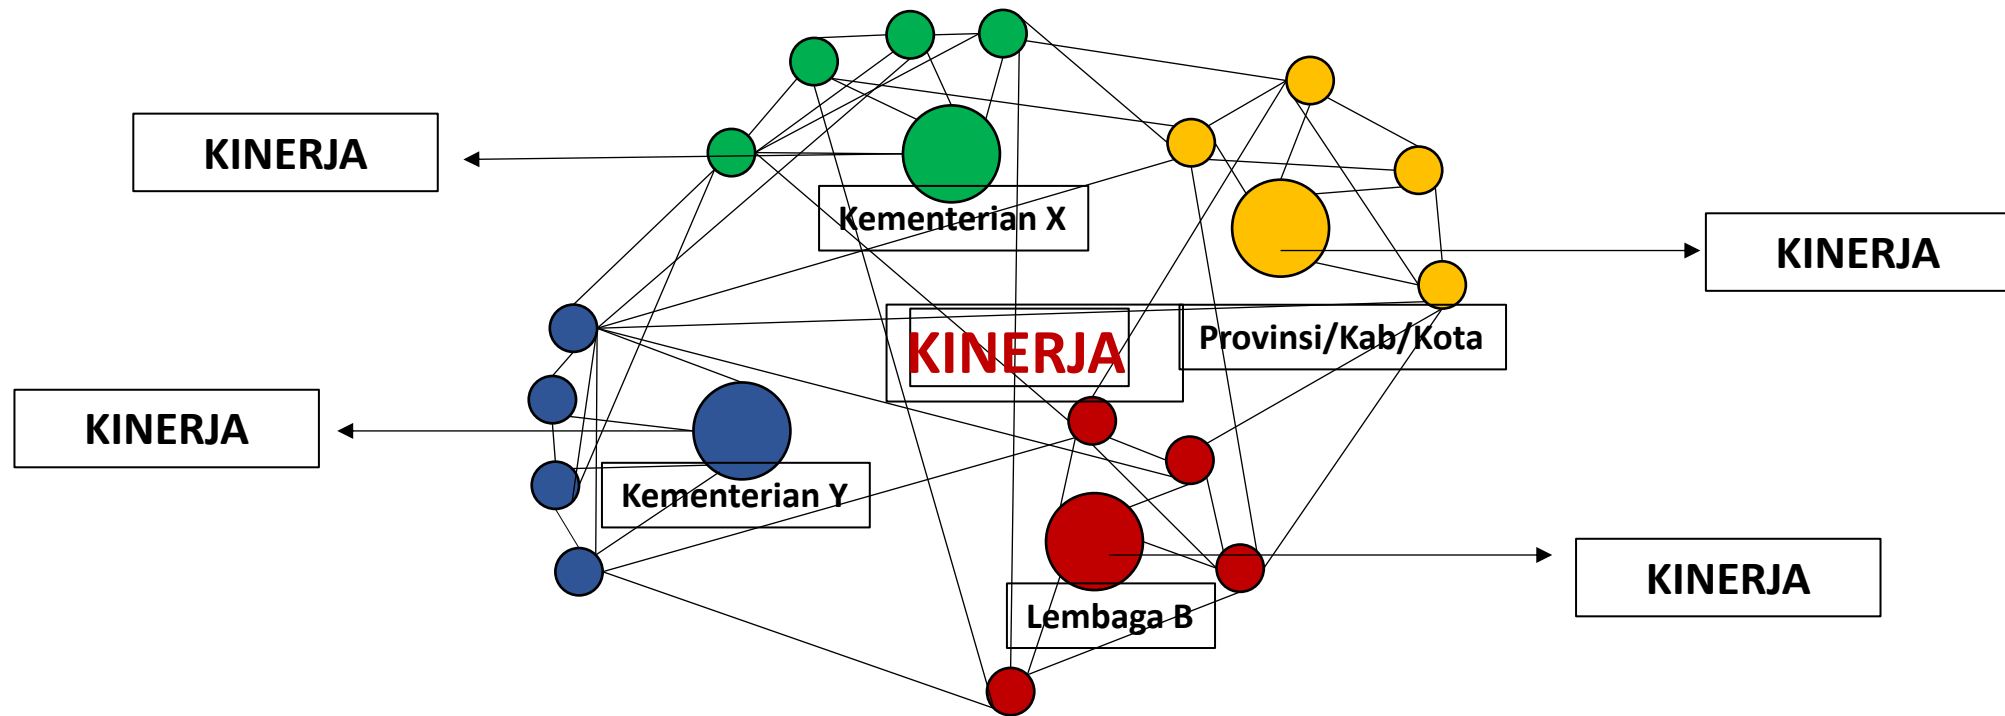 KINERJA
Kementerian X
KINERJA
KINERJA
Provinsi/Kab/Kota
KINERJA
Kementerian Y
KINERJA
Lembaga B